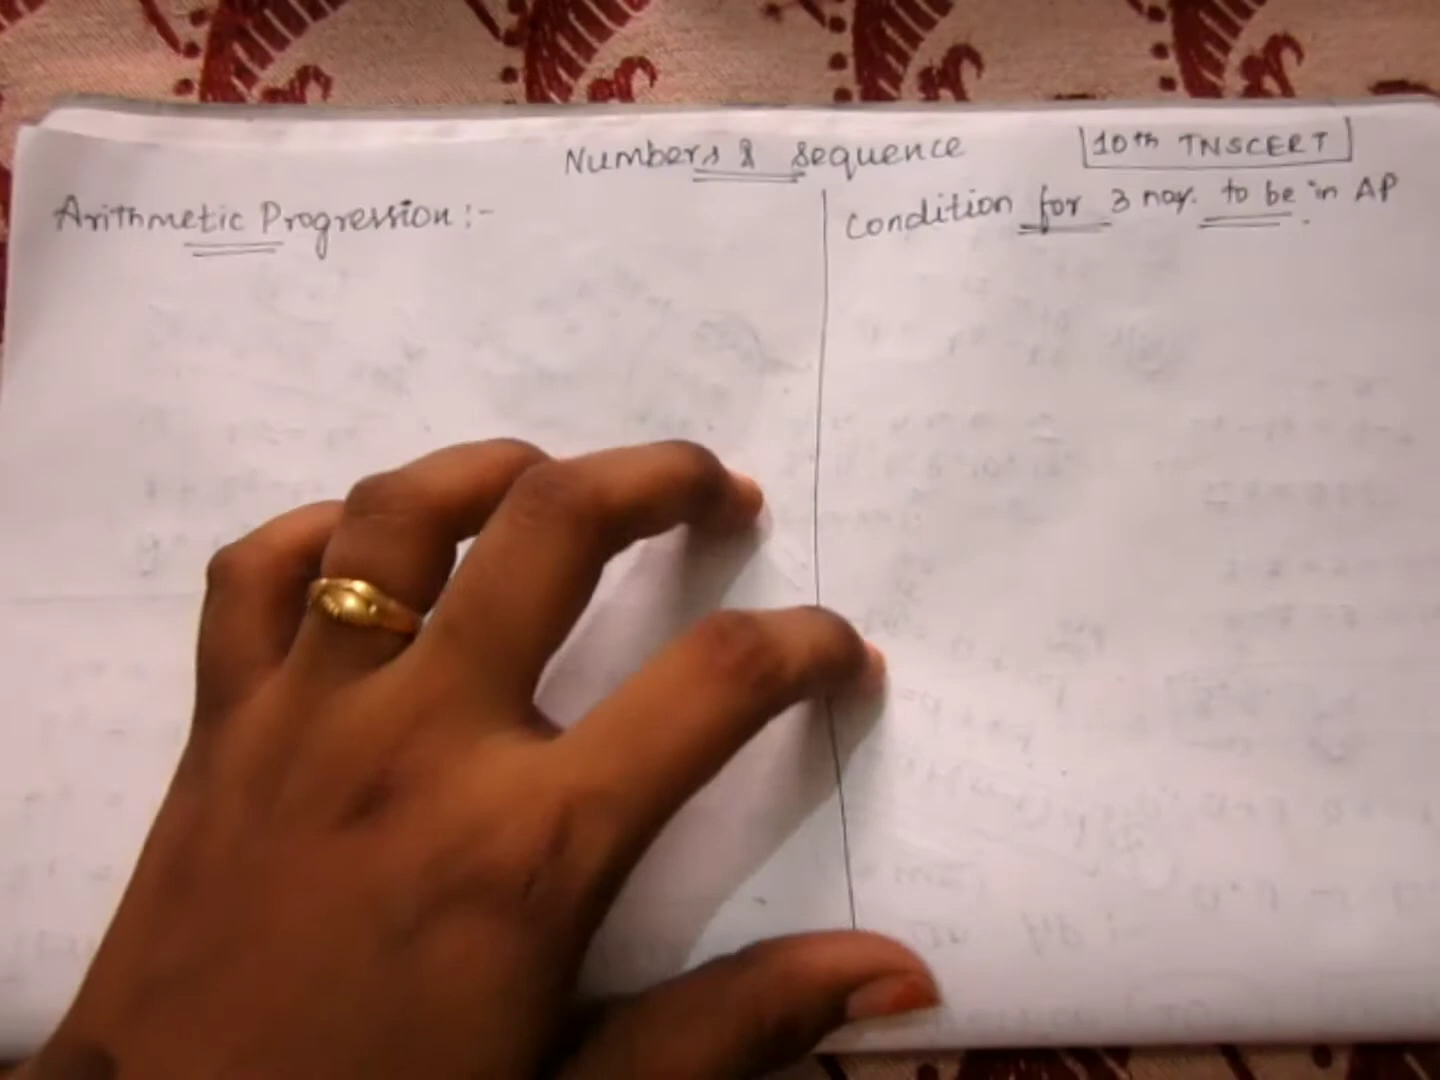 Numbers & sequence
10th TNSCERT
Arithmetic Progression :-
Condition for 3 nos. to be in AP